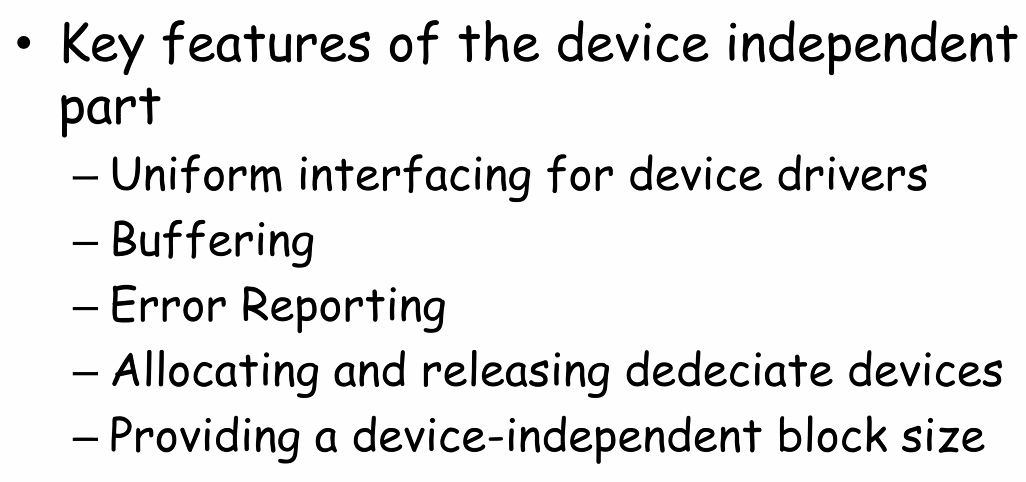 • Key features of the device independent
part
– Uniform interfacing for device drivers
– Buffering
– Error Reporting
– Allocating and releasing dedeciate devices
– Providing a device-independent block size